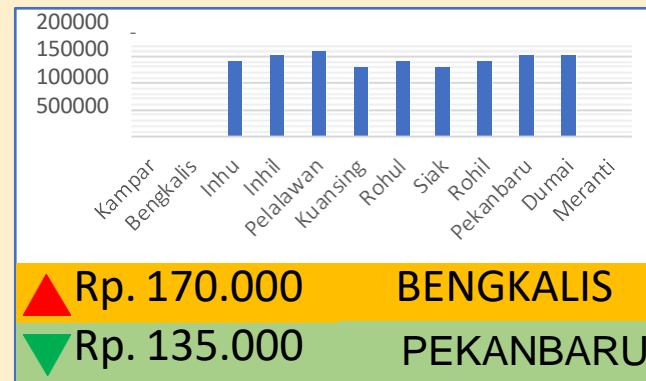 200000
150000
100000
500000
Kampar
Bengkalis
Inhu
Inhil
Pelalawan
Kuansing
Rohul
Siak
Rohil
Pekanbaru
Dumai
Meranti
Rp. 170.000 BENGKALIS
Rp. 135.000 PEKANBARU